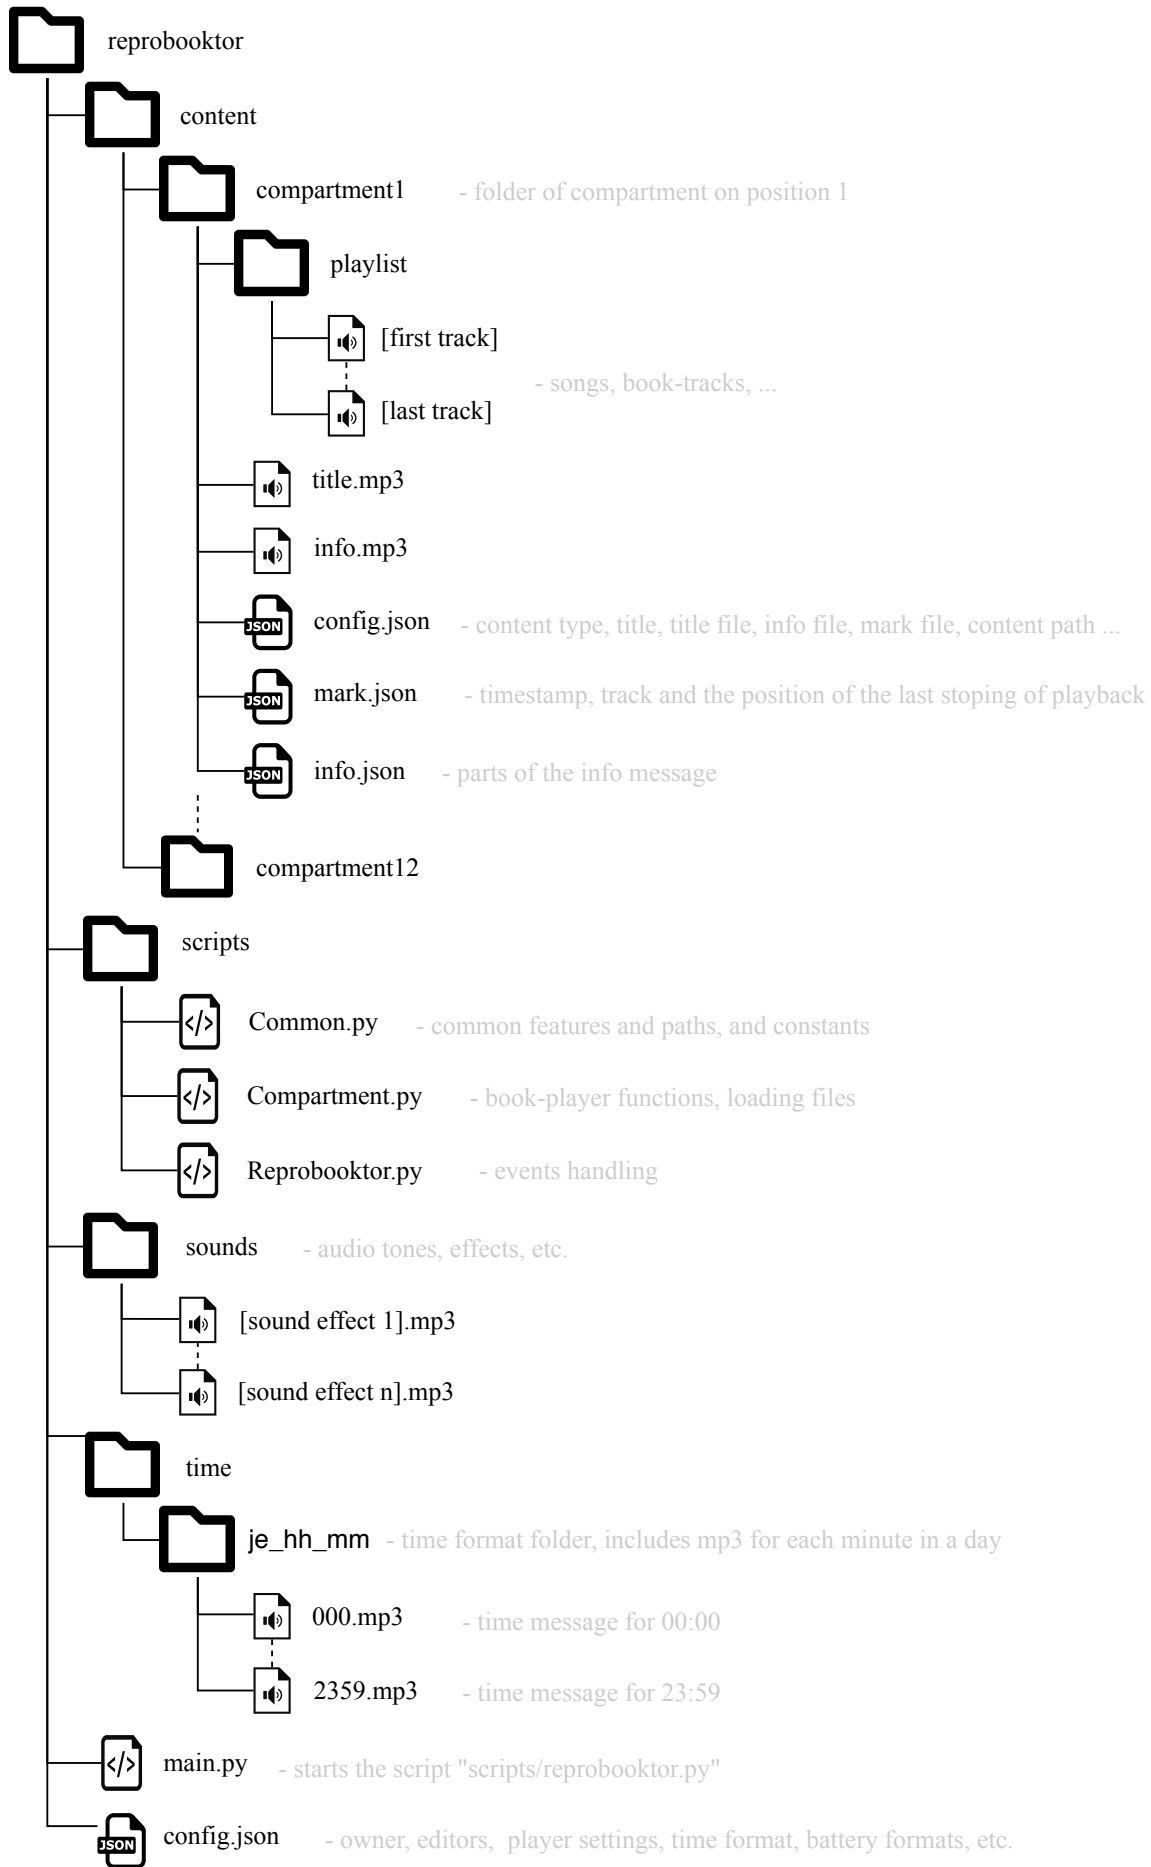 reprobooktor
content
compartment1 - folder of compartment on position 1
playlist
[first track]
- songs, book-tracks, ...
[last track]
title.mp3
info.mp3
JSON config.json - content type, title, title file, info file, mark file, content path ...
JSON mark.json - timestamp, track and the position of the last stoping of playback
JSON info.json - parts of the info message
compartment12
scripts
</> Common.py - common features and paths, and constants
</> Compartment.py - book-player functions, loading files
</> Reprobooktor.py - events handling
sounds - audio tones, effects, etc.
[sound effect 1].mp3
[sound effect n].mp3
time
je_hh_mm - time format folder, includes mp3 for each minute in a day
000.mp3 - time message for 00:00
2359.mp3 - time message for 23:59
</> main.py - starts the script "scripts/reprobooktor.py"
JSON config.json - owner, editors, player settings, time format, battery formats, etc.